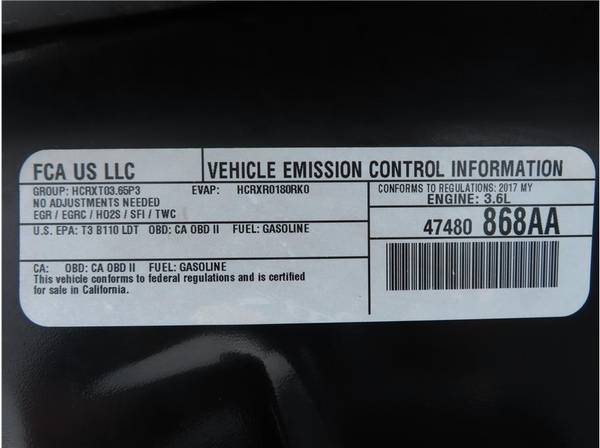 FCA US LLC
VEHICLE EMISSION CONTROL INFORMATION
GROUP: HCRXT03.65P3 EVAP: HCRXR0180RK0
NO ADJUSTMENTS NEEDED
EGR / EGRC / HO2S / SFI / TWC
CONFORMS TO REGULATIONS: 2017 MY
ENGINE: 3.6L
U.S. EPA: T3 B110 LDT OBD: CA OBD II FUEL: GASOLINE
47480 868AA
CA: OBD: CA OBD II FUEL: GASOLINE
This vehicle conforms to federal regulations and is certified
for sale in California.